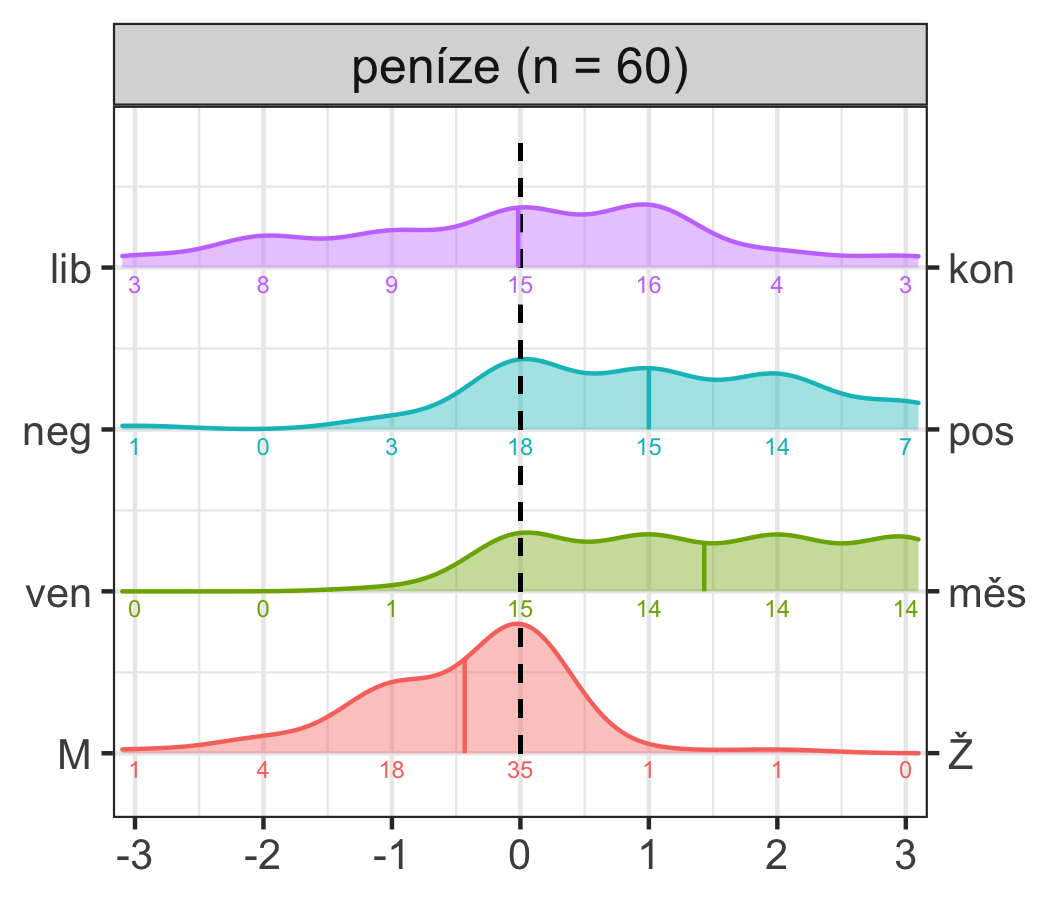 peníze (n = 60)
lib kon
3 8 9 15 16 4 3
neg pos
1 0 3 18 15 14 7
ven měs
0 0 1 15 14 14 14
M Ž
1 4 18 35 1 1 0
-3 -2 -1 0 1 2 3